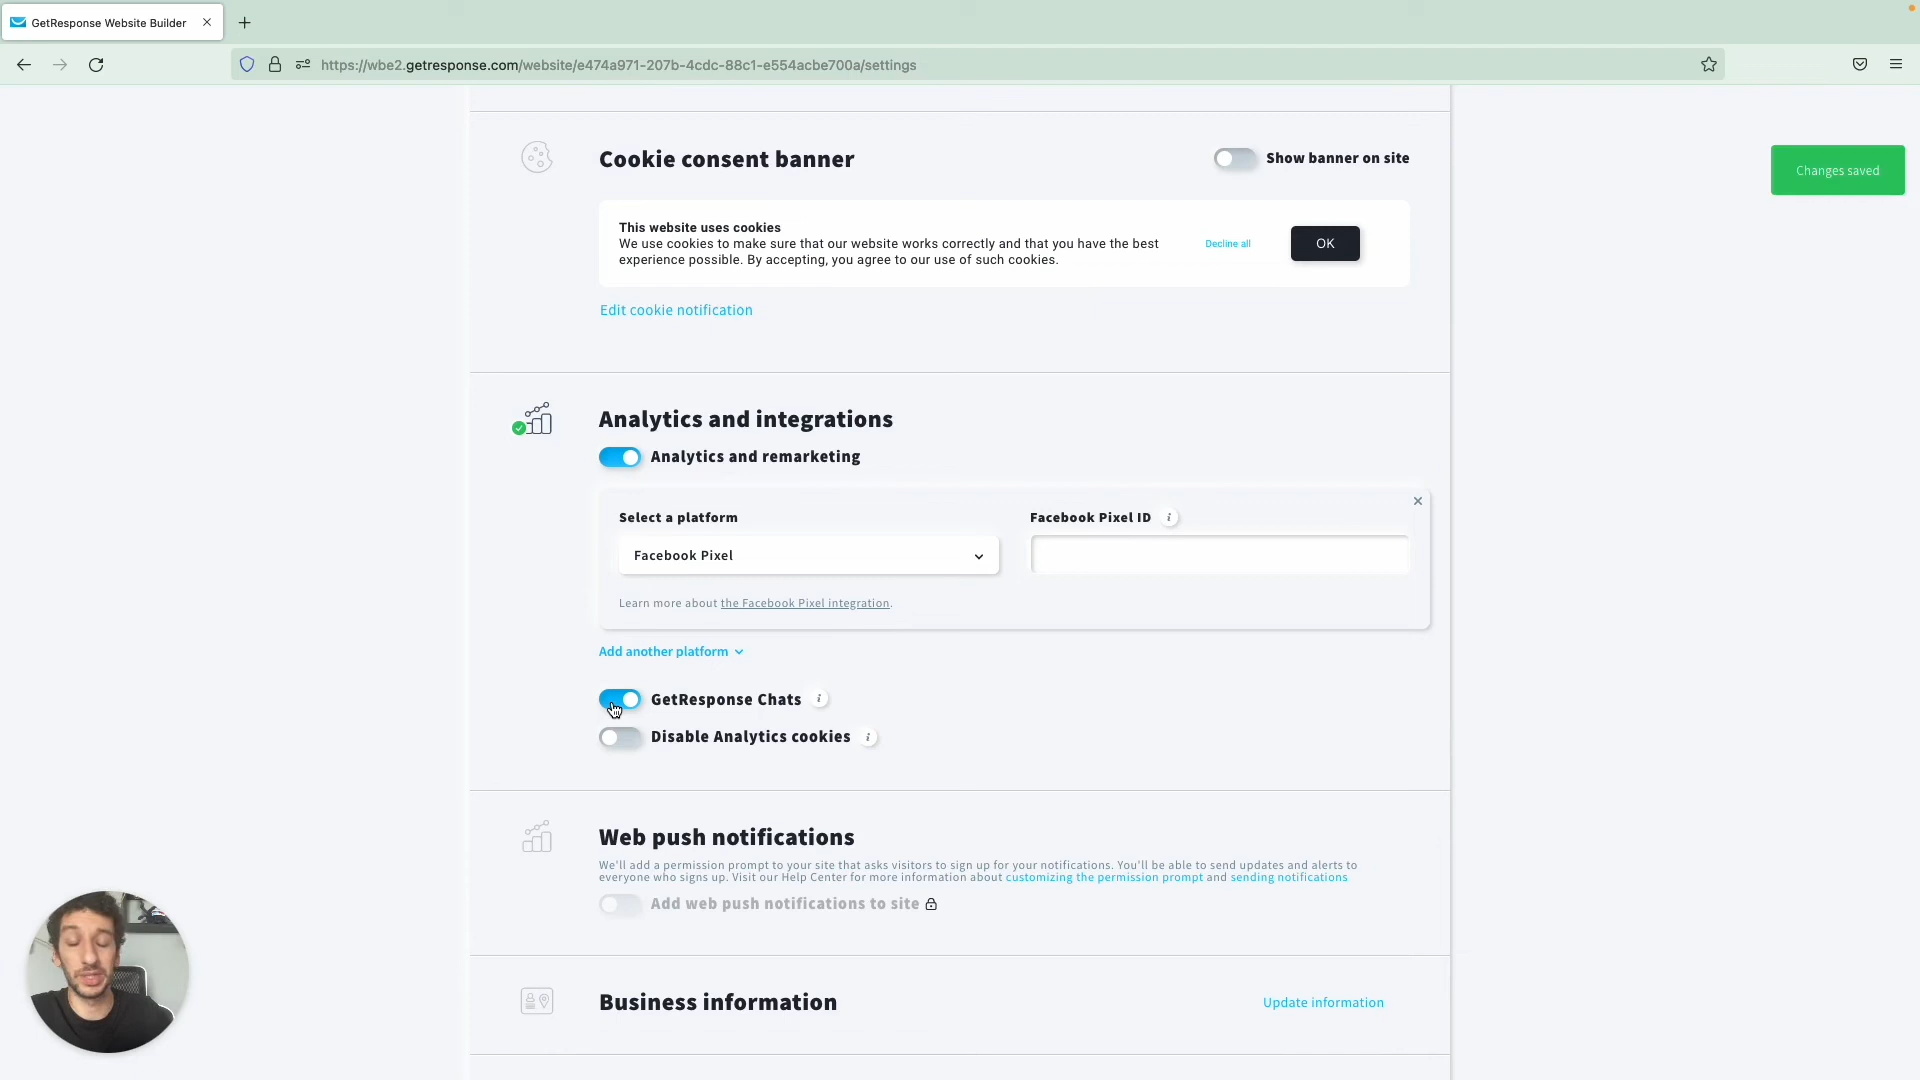 GetResponse Website Builder
https://wbe2.getresponse.com/website/e474a971-207b-4cdc-88c1-e554acbe700a/settings
Cookie consent banner
Show banner on site
Changes saved
This website uses cookies
We use cookies to make sure that our website works correctly and that you have the best
experience possible. By accepting, you agree to our use of such cookies.
Decline all
OK
Edit cookie notification
Analytics and integrations
Analytics and remarketing
Select a platform
Facebook Pixel ID
Facebook Pixel
Learn more about the Facebook Pixel integration.
Add another platform
GetResponse Chats
Disable Analytics cookies
Web push notifications
We'll add a permission prompt to your site that asks visitors to sign up for your notifications. You'll be able to send updates and alerts to
everyone who signs up. Visit our Help Center for more information about customizing the permission prompt and sending notifications
Add web push notifications to site
Business information
Update information